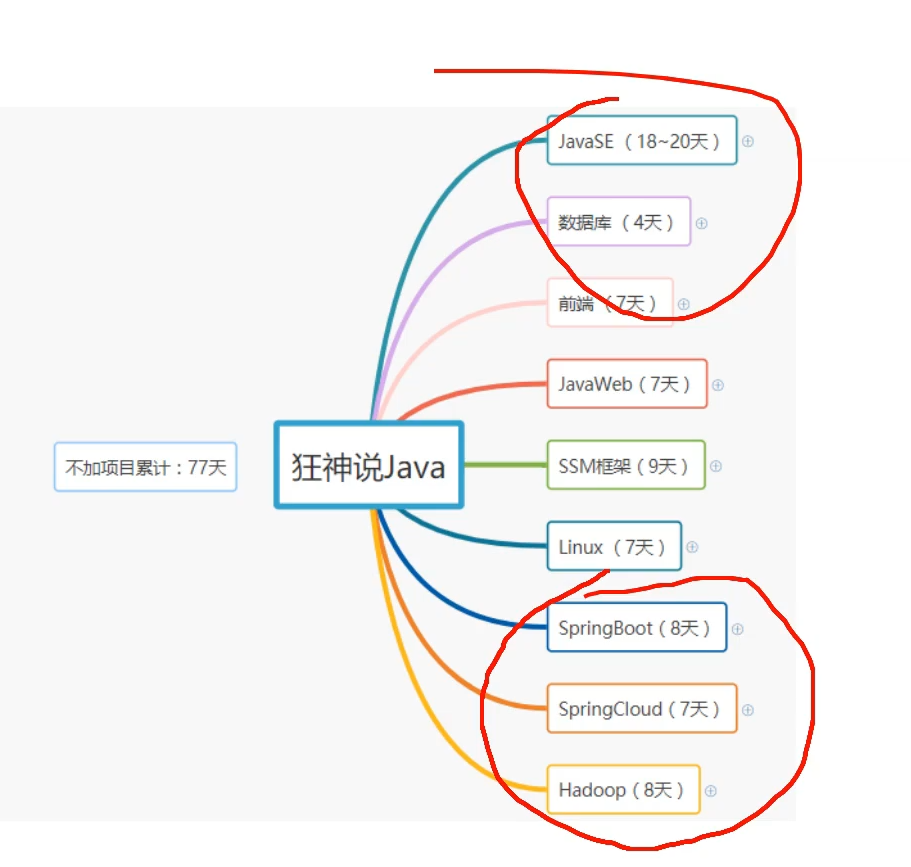 JavaSE（18~20天）
数据库（4天）
前端（7天）
JavaWeb（7天）
不加项目累计：77天
狂神说Java
SSM框架（9天）
Linux（7天）
SpringBoot（8天）
SpringCloud（7天）
Hadoop（8天）